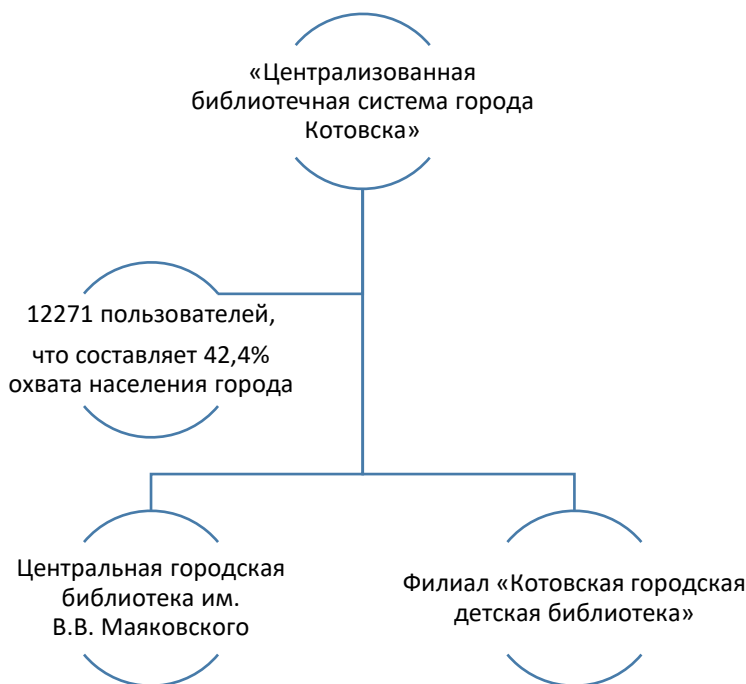 «Централизованная
библиотечная система города
Котовска»
12271 пользователей,
что составляет 42,4%
охвата населения города
Центральная городская
библиотека им.
В.В. Маяковского
Филиал «Котовская городская
детская библиотека»